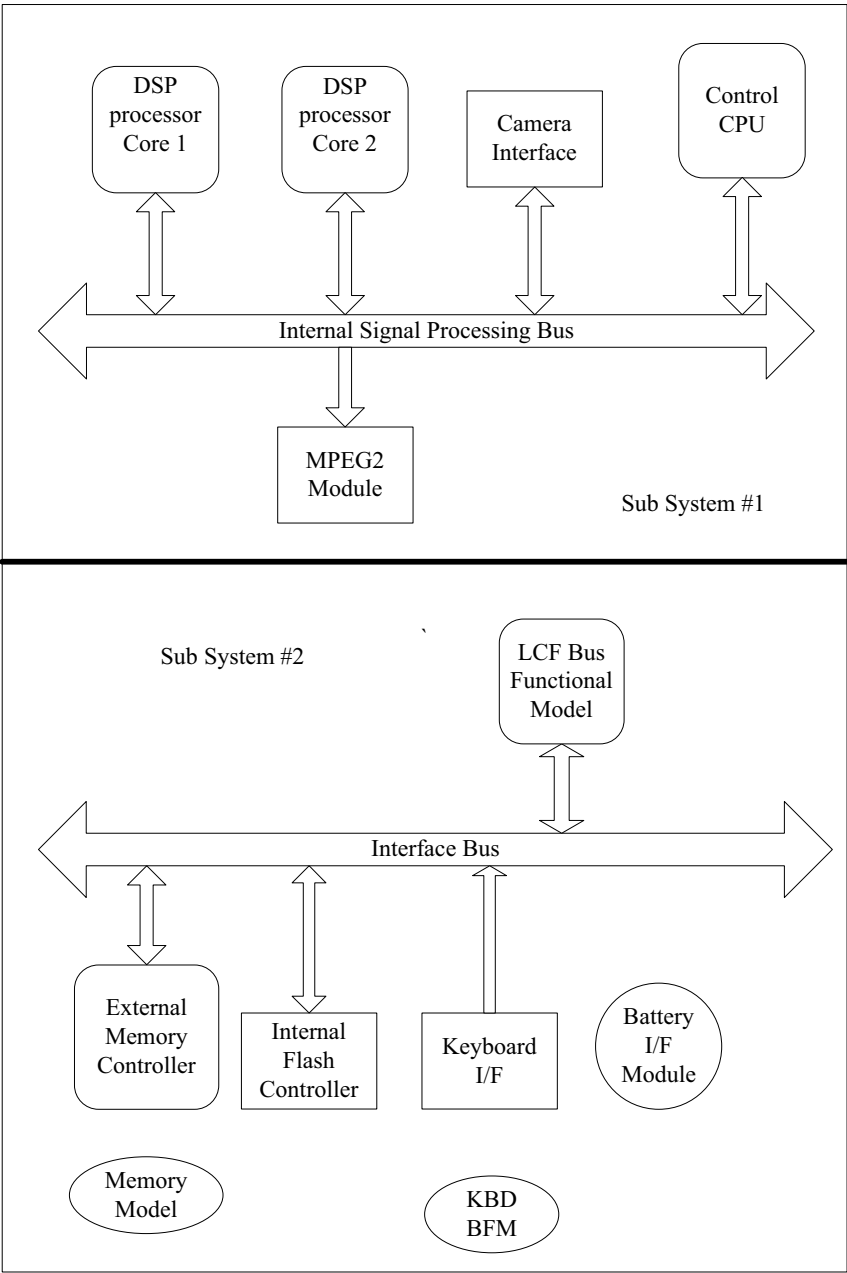 DSP
processor
Core 1
DSP
processor
Core 2
Camera
Interface
Control
CPU
Internal Signal Processing Bus
MPEG2
Module
Sub System #1
Sub System #2
`
LCF Bus
Functional
Model
Interface Bus
External
Memory
Controller
Internal
Flash
Controller
Keyboard
I/F
Battery
I/F
Module
Memory
Model
KBD
BFM